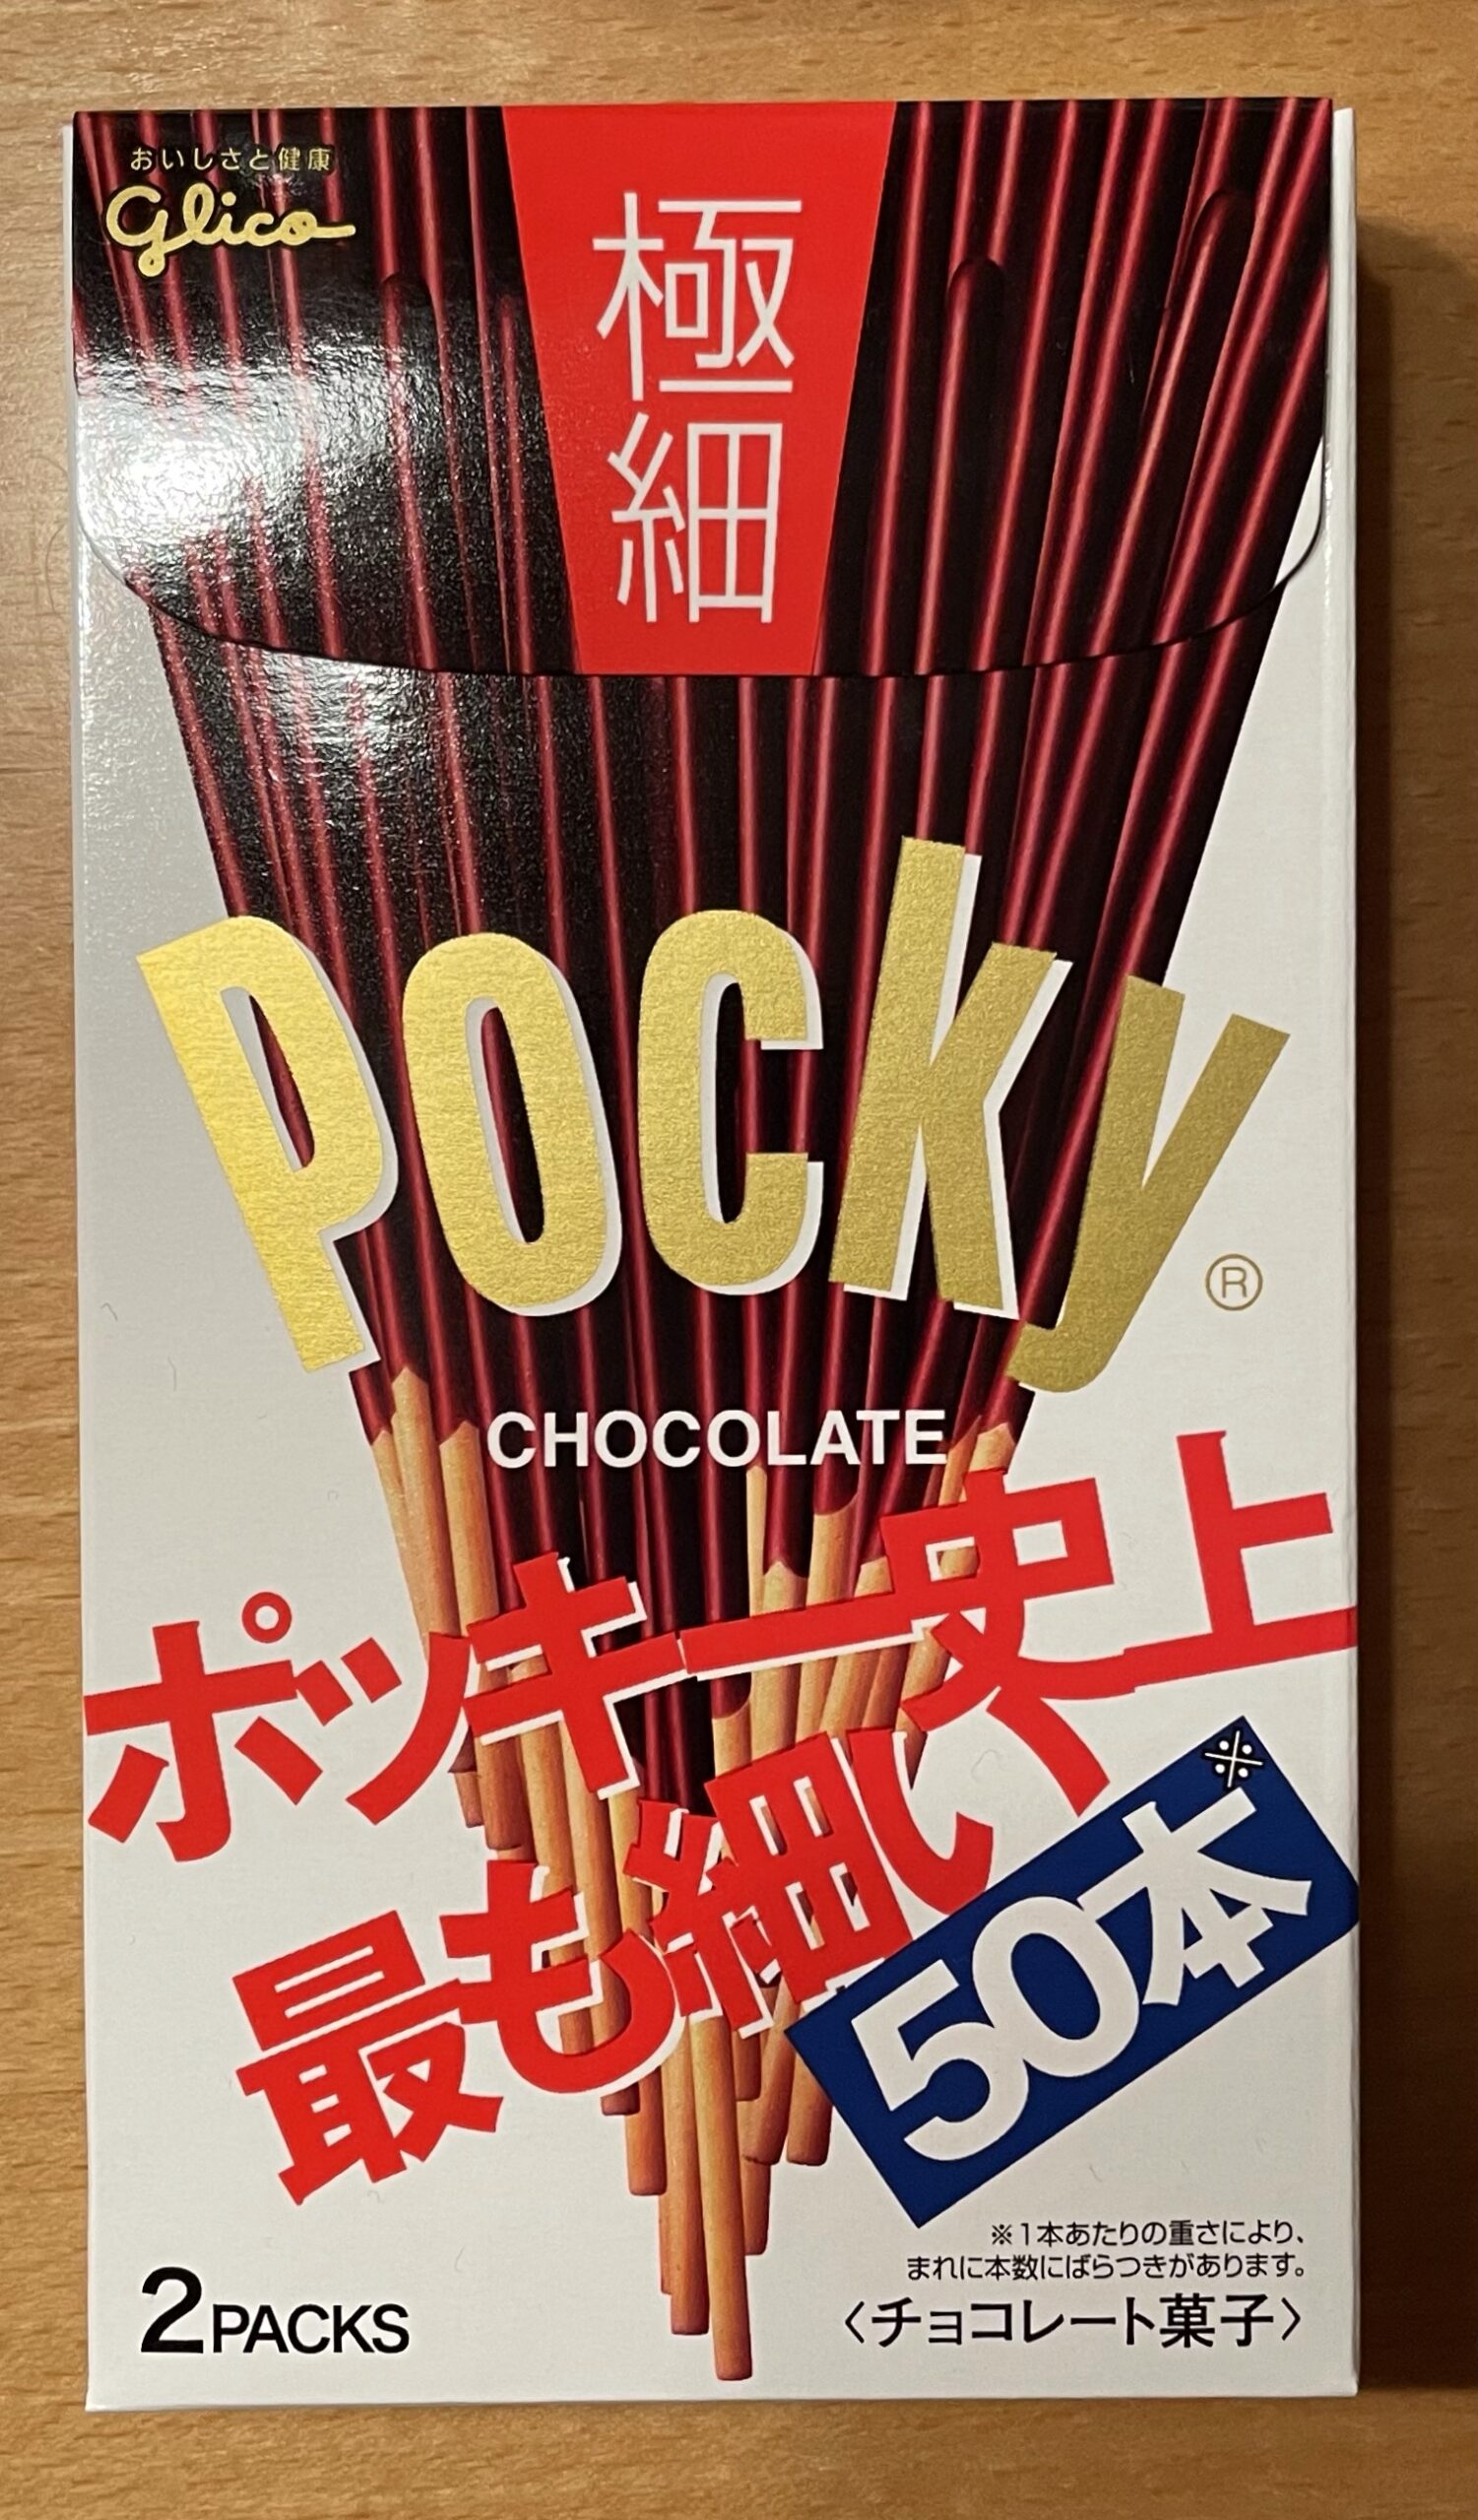 おいしさと健康
Glico
極細
POCKY
®
CHOCOLATE
ポッキー史上
最も細い
50本※
※1本あたりの重さにより、
まれに本数にばらつきがあります。
〈チョコレート菓子〉
2PACKS